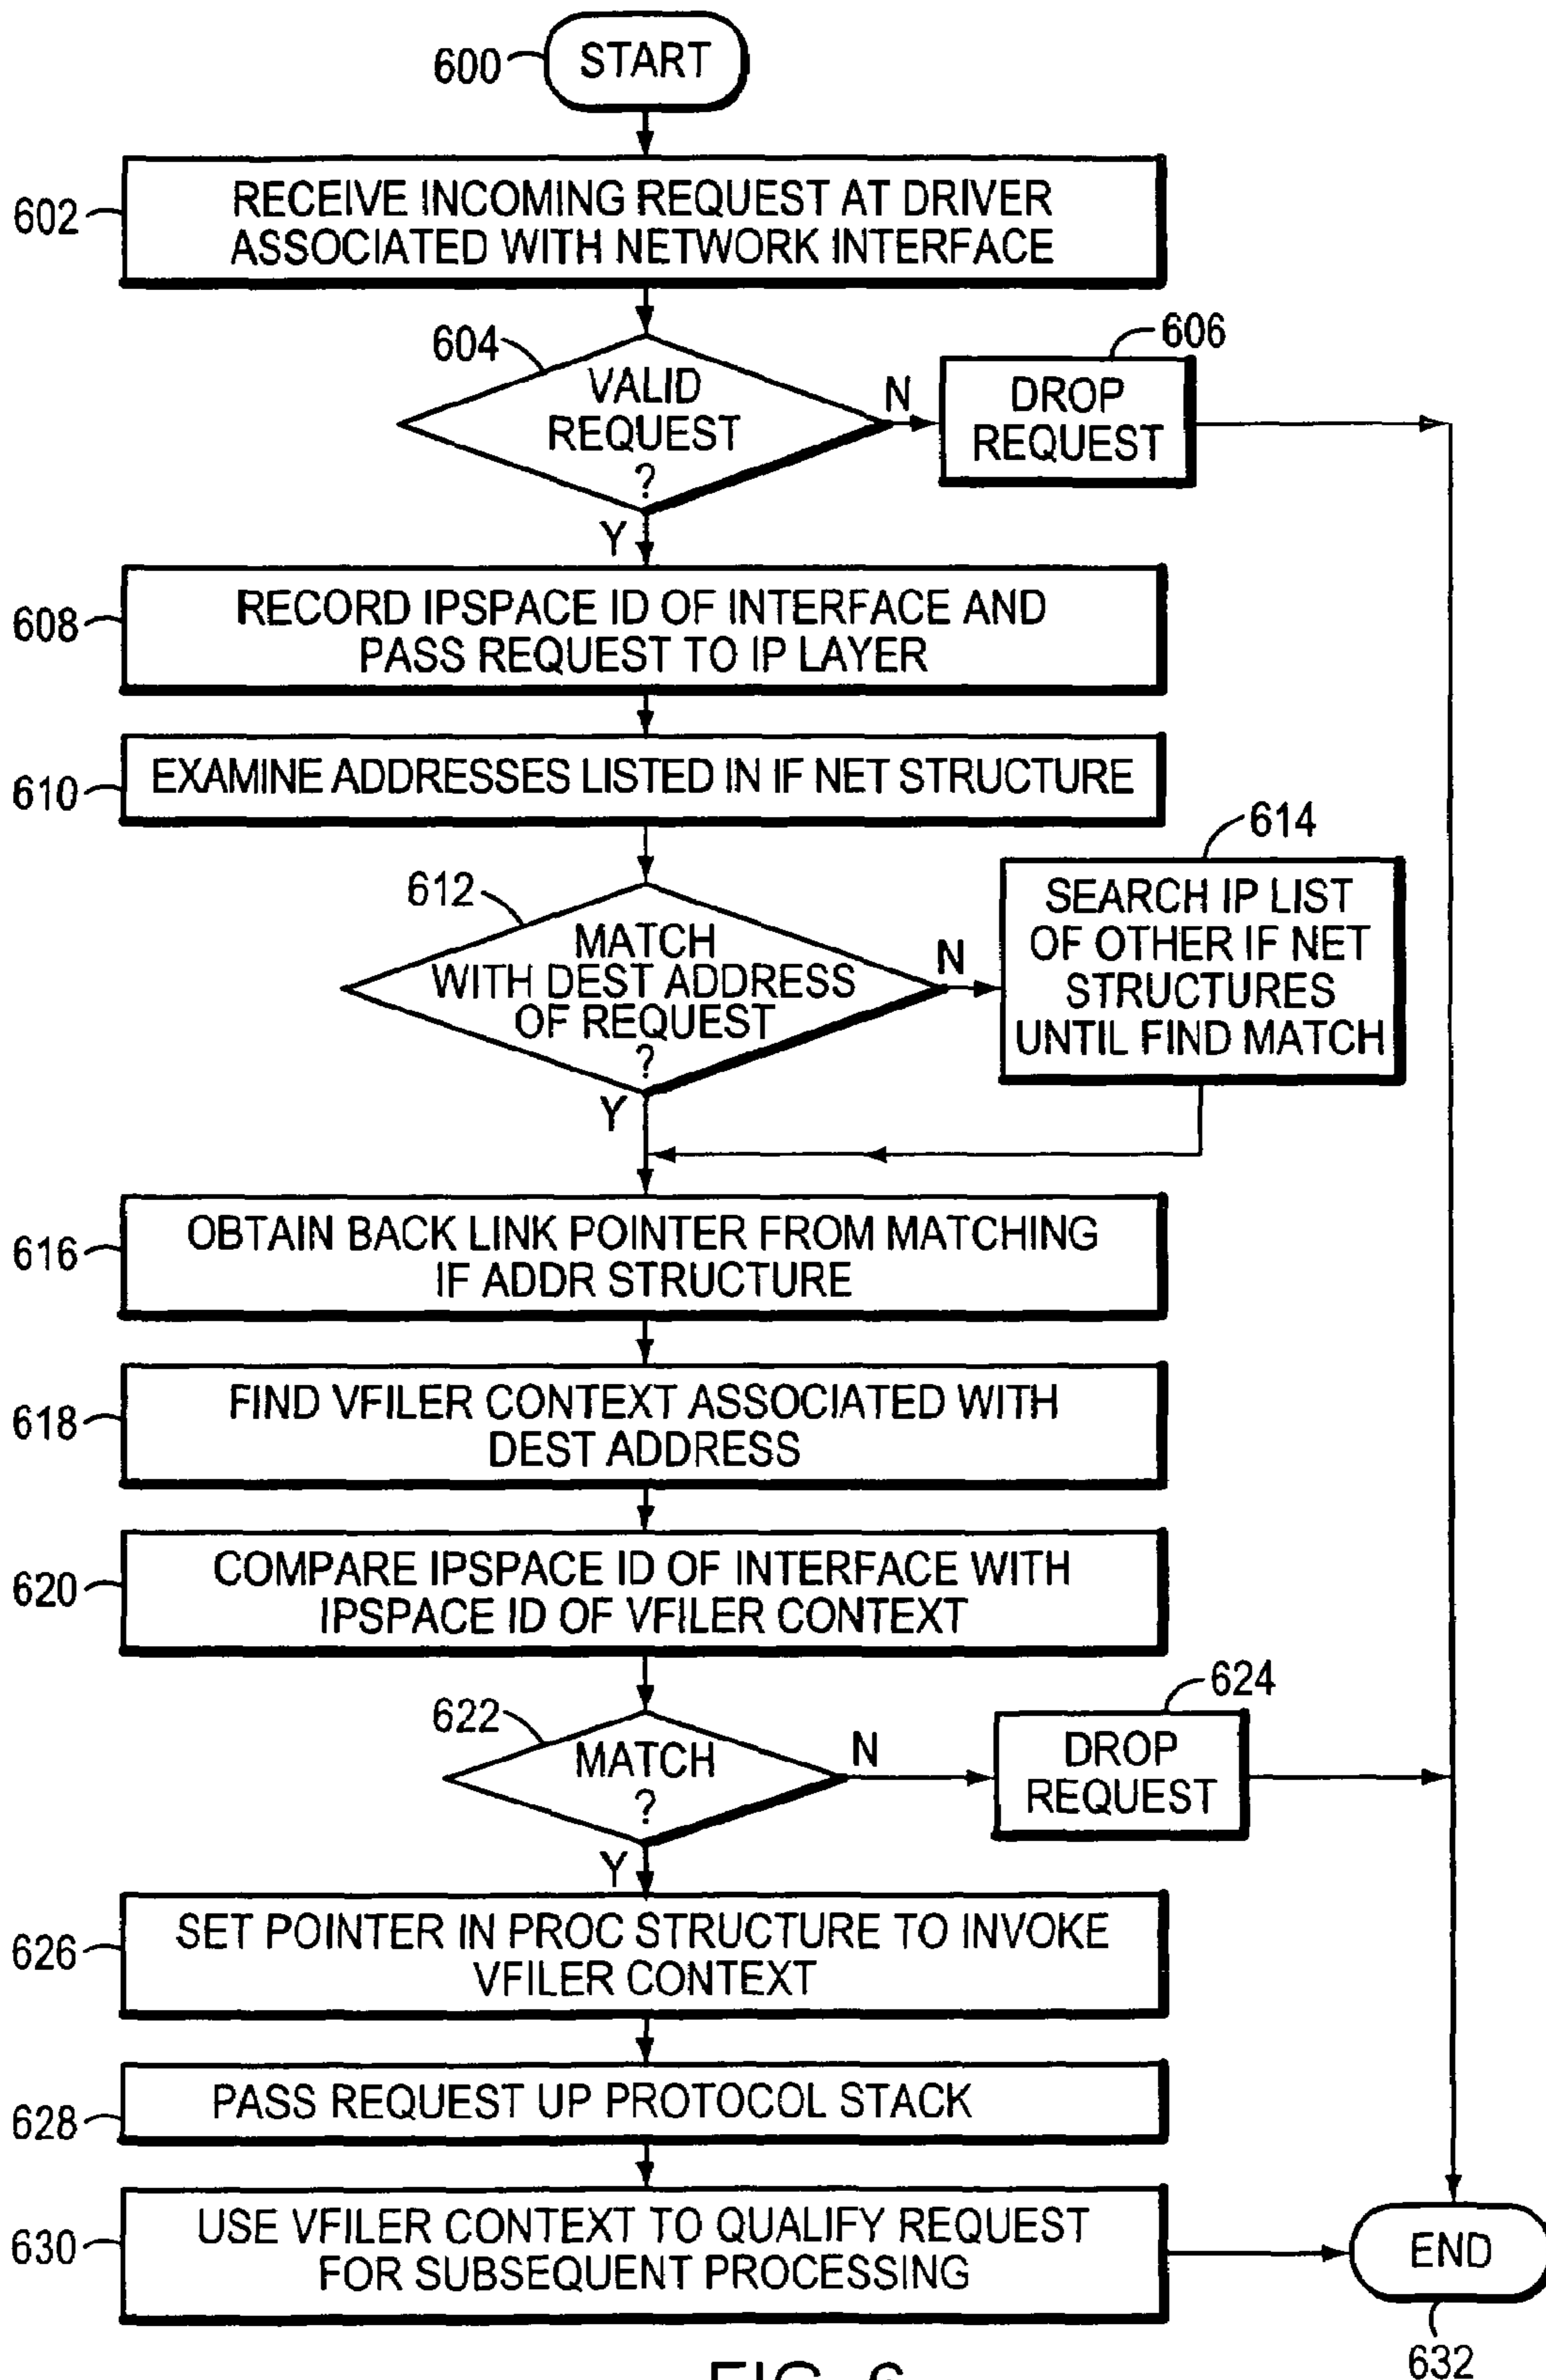 600
START
602
RECEIVE INCOMING REQUEST AT DRIVER
ASSOCIATED WITH NETWORK INTERFACE
604
VALID
REQUEST
?
N
606
DROP
REQUEST
Y
608
RECORD IPSPACE ID OF INTERFACE AND
PASS REQUEST TO IP LAYER
610
EXAMINE ADDRESSES LISTED IN IF NET STRUCTURE
612
MATCH
WITH DEST ADDRESS
OF REQUEST
?
N
614
SEARCH IP LIST
OF OTHER IF NET
STRUCTURES
UNTIL FIND MATCH
Y
616
OBTAIN BACK LINK POINTER FROM MATCHING
IF ADDR STRUCTURE
618
FIND VFILER CONTEXT ASSOCIATED WITH
DEST ADDRESS
620
COMPARE IPSPACE ID OF INTERFACE WITH
IPSPACE ID OF VFILER CONTEXT
622
MATCH
?
N
624
DROP
REQUEST
Y
626
SET POINTER IN PROC STRUCTURE TO INVOKE
VFILER CONTEXT
628
PASS REQUEST UP PROTOCOL STACK
630
USE VFILER CONTEXT TO QUALIFY REQUEST
FOR SUBSEQUENT PROCESSING
END
632